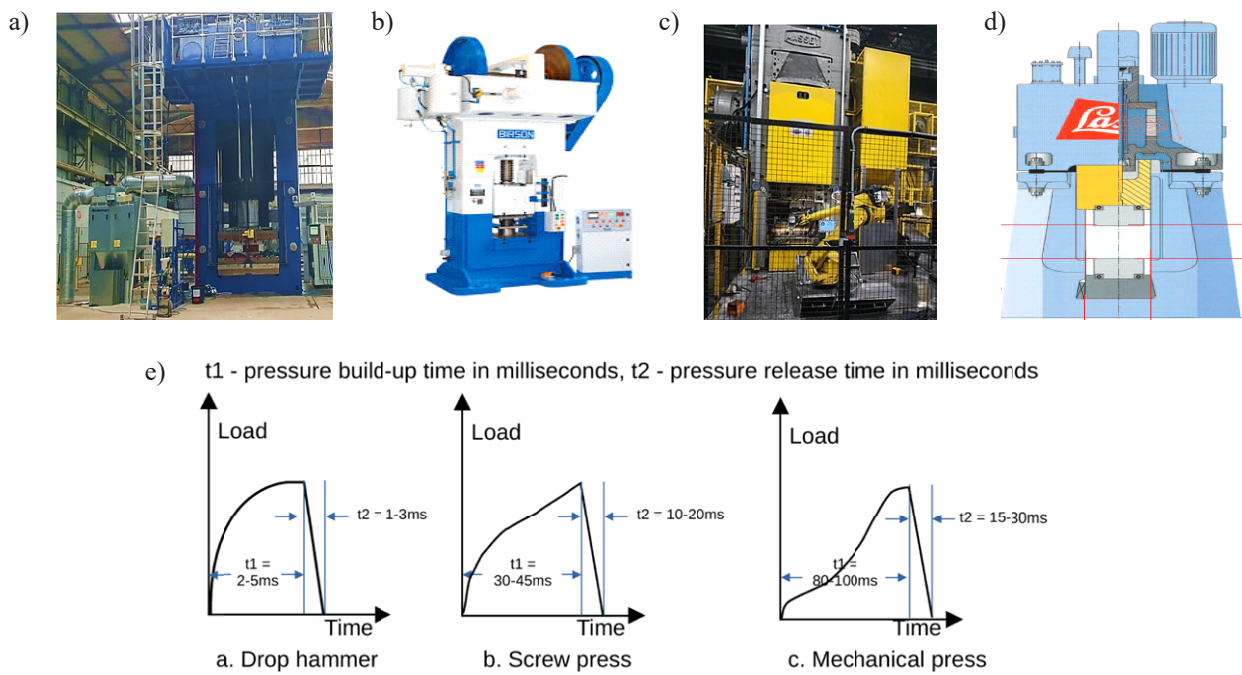 a)
b)
c)
d)
BIRSON
LASCO
Lasco
e)
t1 - pressure build-up time in milliseconds, t2 - pressure release time in milliseconds
Load
t2 = 1-3ms
t1 =
2-5ms
Time
a. Drop hammer
Load
t2 = 10-20ms
t1 =
30-45ms
Time
b. Screw press
Load
t2 = 15-30ms
t1 =
80-100ms
Time
c. Mechanical press